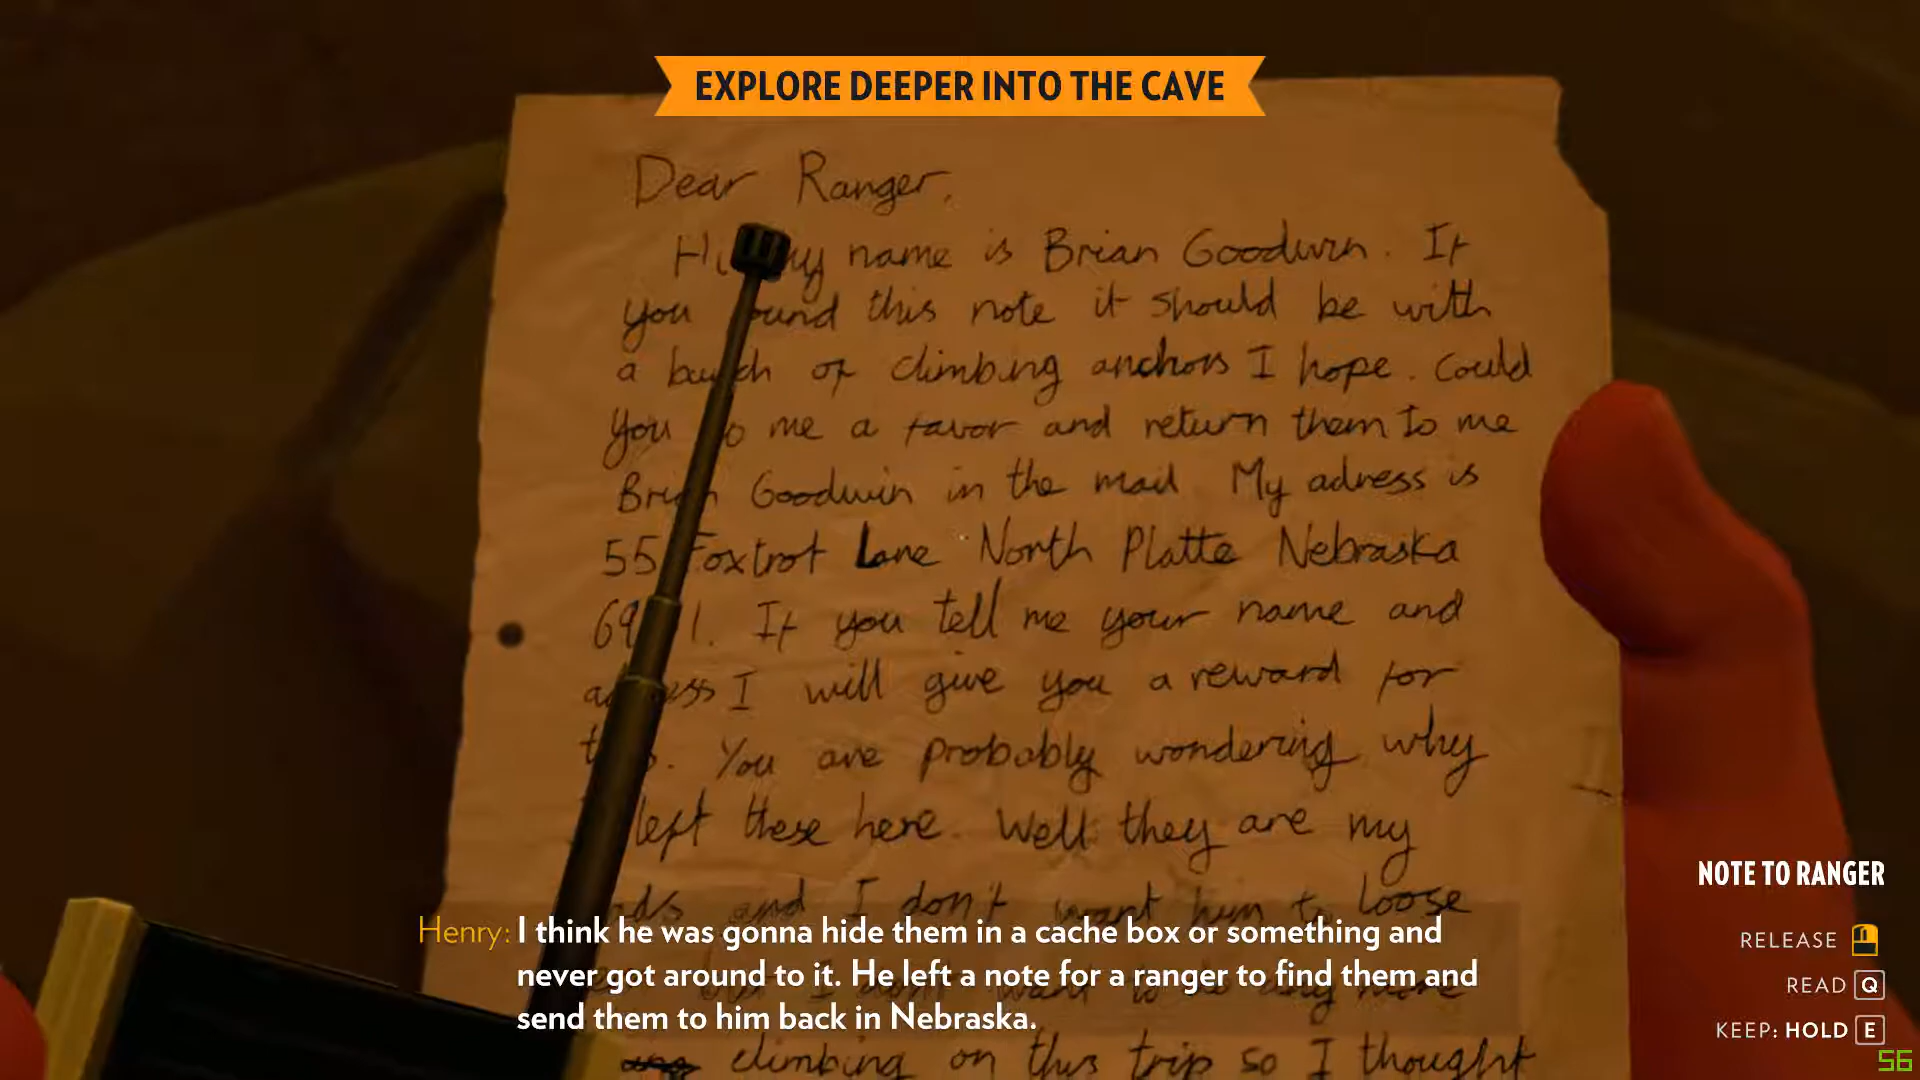 EXPLORE DEEPER INTO THE CAVE
Dear Ranger,
name is Brian Goodwin. If
you this note it should be with
a of climbing anchors I hope. Could
you me a favor and return them to me
Goodwin in the mail My adress is
55 Foxtrot Lane North Platte Nebraska
If you tell me your name and
I will give you a reward for
You are probably wondering why
left these here. Well they are my
and I don't want him to loose
climbing on this trip so I thought
Henry: I think he was gonna hide them in a cache box or something and
never got around to it. He left a note for a ranger to find them and
send them to him back in Nebraska.
NOTE TO RANGER
RELEASE
READ Q
KEEP: HOLD E
56